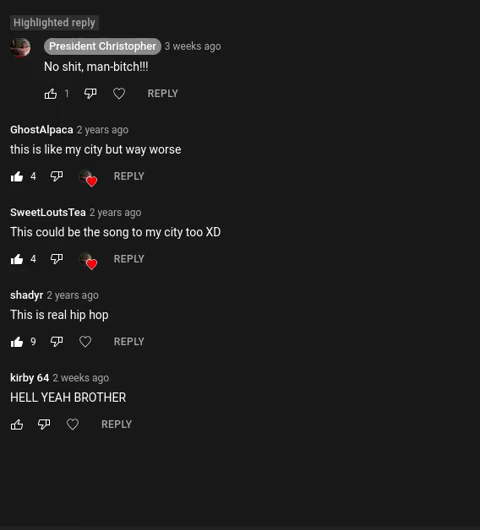 Highlighted reply
President Christopher 3 weeks ago
No shit, man-bitch!!!
1 REPLY
GhostAlpaca 2 years ago
this is like my city but way worse
4 REPLY
SweetLoutsTea 2 years ago
This could be the song to my city too XD
4 REPLY
shadyr 2 years ago
This is real hip hop
9 REPLY
kirby 64 2 weeks ago
HELL YEAH BROTHER
REPLY